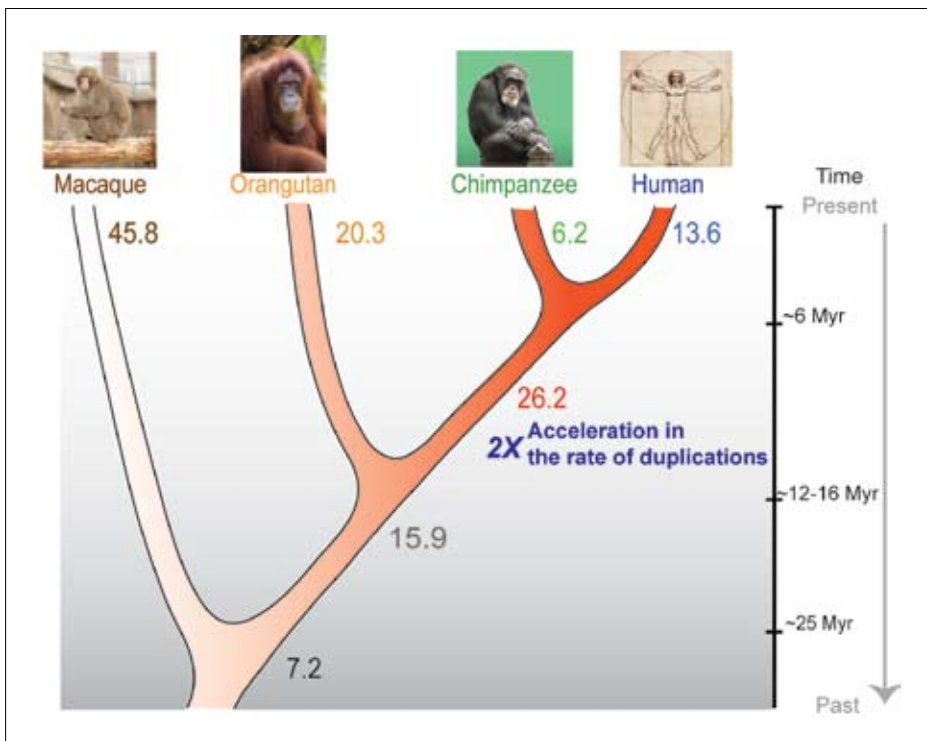 Macaque
Orangutan
Chimpanzee
Human
Time
Present
45.8
20.3
6.2
13.6
~6 Myr
26.2
2X Acceleration in
the rate of duplications
~12-16 Myr
15.9
~25 Myr
7.2
Past